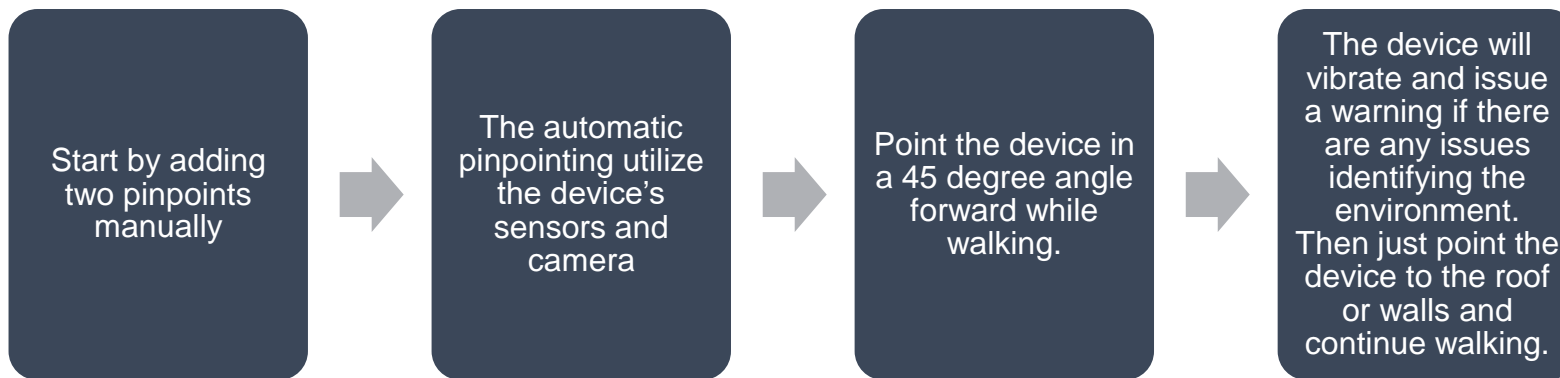 Start by adding
two pinpoints
manually
The automatic
pinpointing utilize
the device’s
sensors and
camera
Point the device in
a 45 degree angle
forward while
walking.
The device will
vibrate and issue
a warning if there
are any issues
identifying the
environment.
Then just point the
device to the roof
or walls and
continue walking.